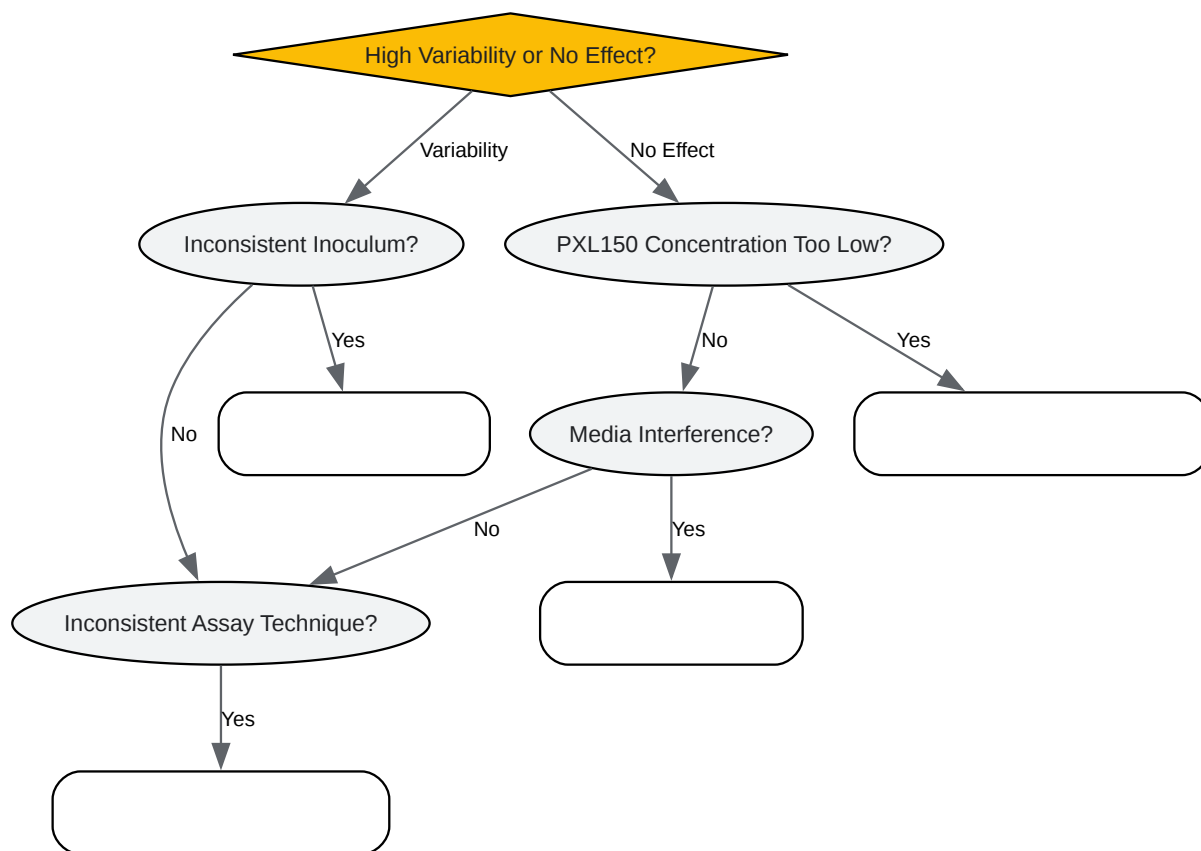 High Variability or No Effect?
Variability
No Effect
Inconsistent Inoculum?
PXL150 Concentration Too Low?
Yes
No
Yes
No
Media Interference?
No
Yes
Inconsistent Assay Technique?
Yes